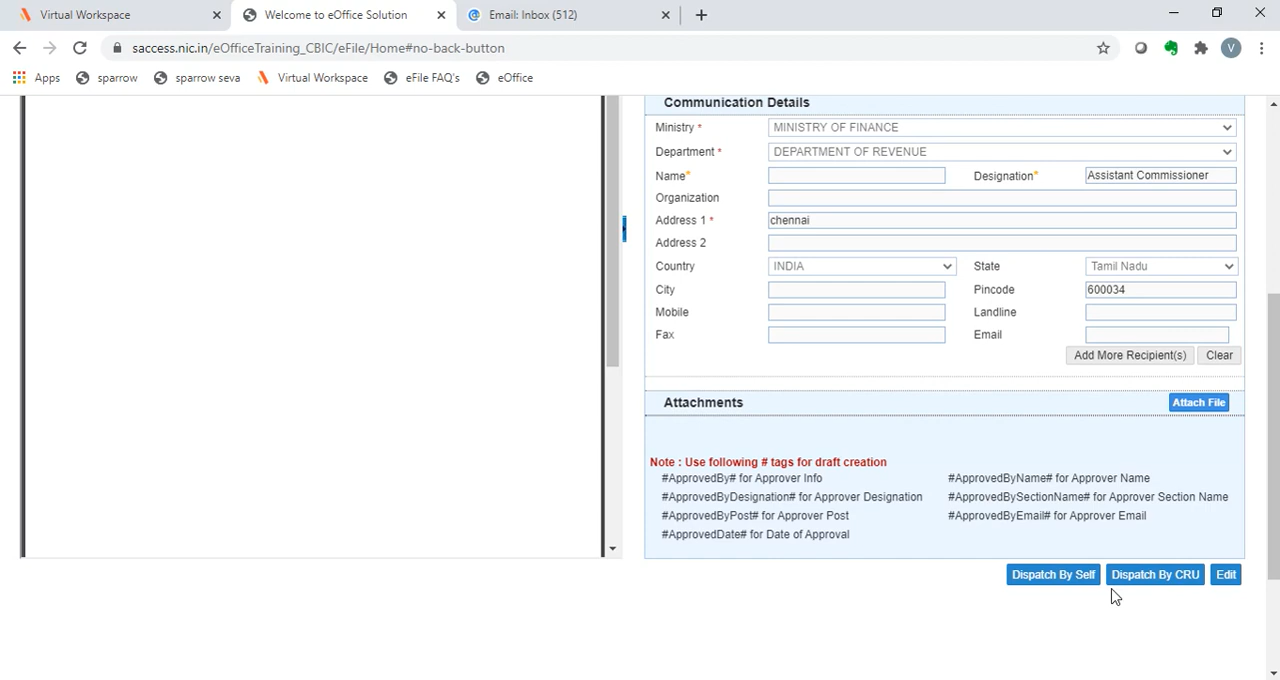 Virtual Workspace
Welcome to eOffice Solution
Email: Inbox (512)
saccess.nic.in/eOfficeTraining_CBIC/eFile/Home#no-back-button
V
Apps sparrow sparrow seva Virtual Workspace eFile FAQ's eOffice
Communication Details
Ministry * MINISTRY OF FINANCE
Department * DEPARTMENT OF REVENUE
Name* Designation* Assistant Commissioner
Organization
Address 1 * chennai
Address 2
Country INDIA State Tamil Nadu
City Pincode 600034
Mobile Landline
Fax Email
Add More Recipient(s) Clear
Attachments Attach File
Note : Use following # tags for draft creation
#ApprovedBy# for Approver Info #ApprovedByName# for Approver Name
#ApprovedByDesignation# for Approver Designation #ApprovedBySectionName# for Approver Section Name
#ApprovedByPost# for Approver Post #ApprovedByEmail# for Approver Email
#ApprovedDate# for Date of Approval
Dispatch By Self Dispatch By CRU Edit